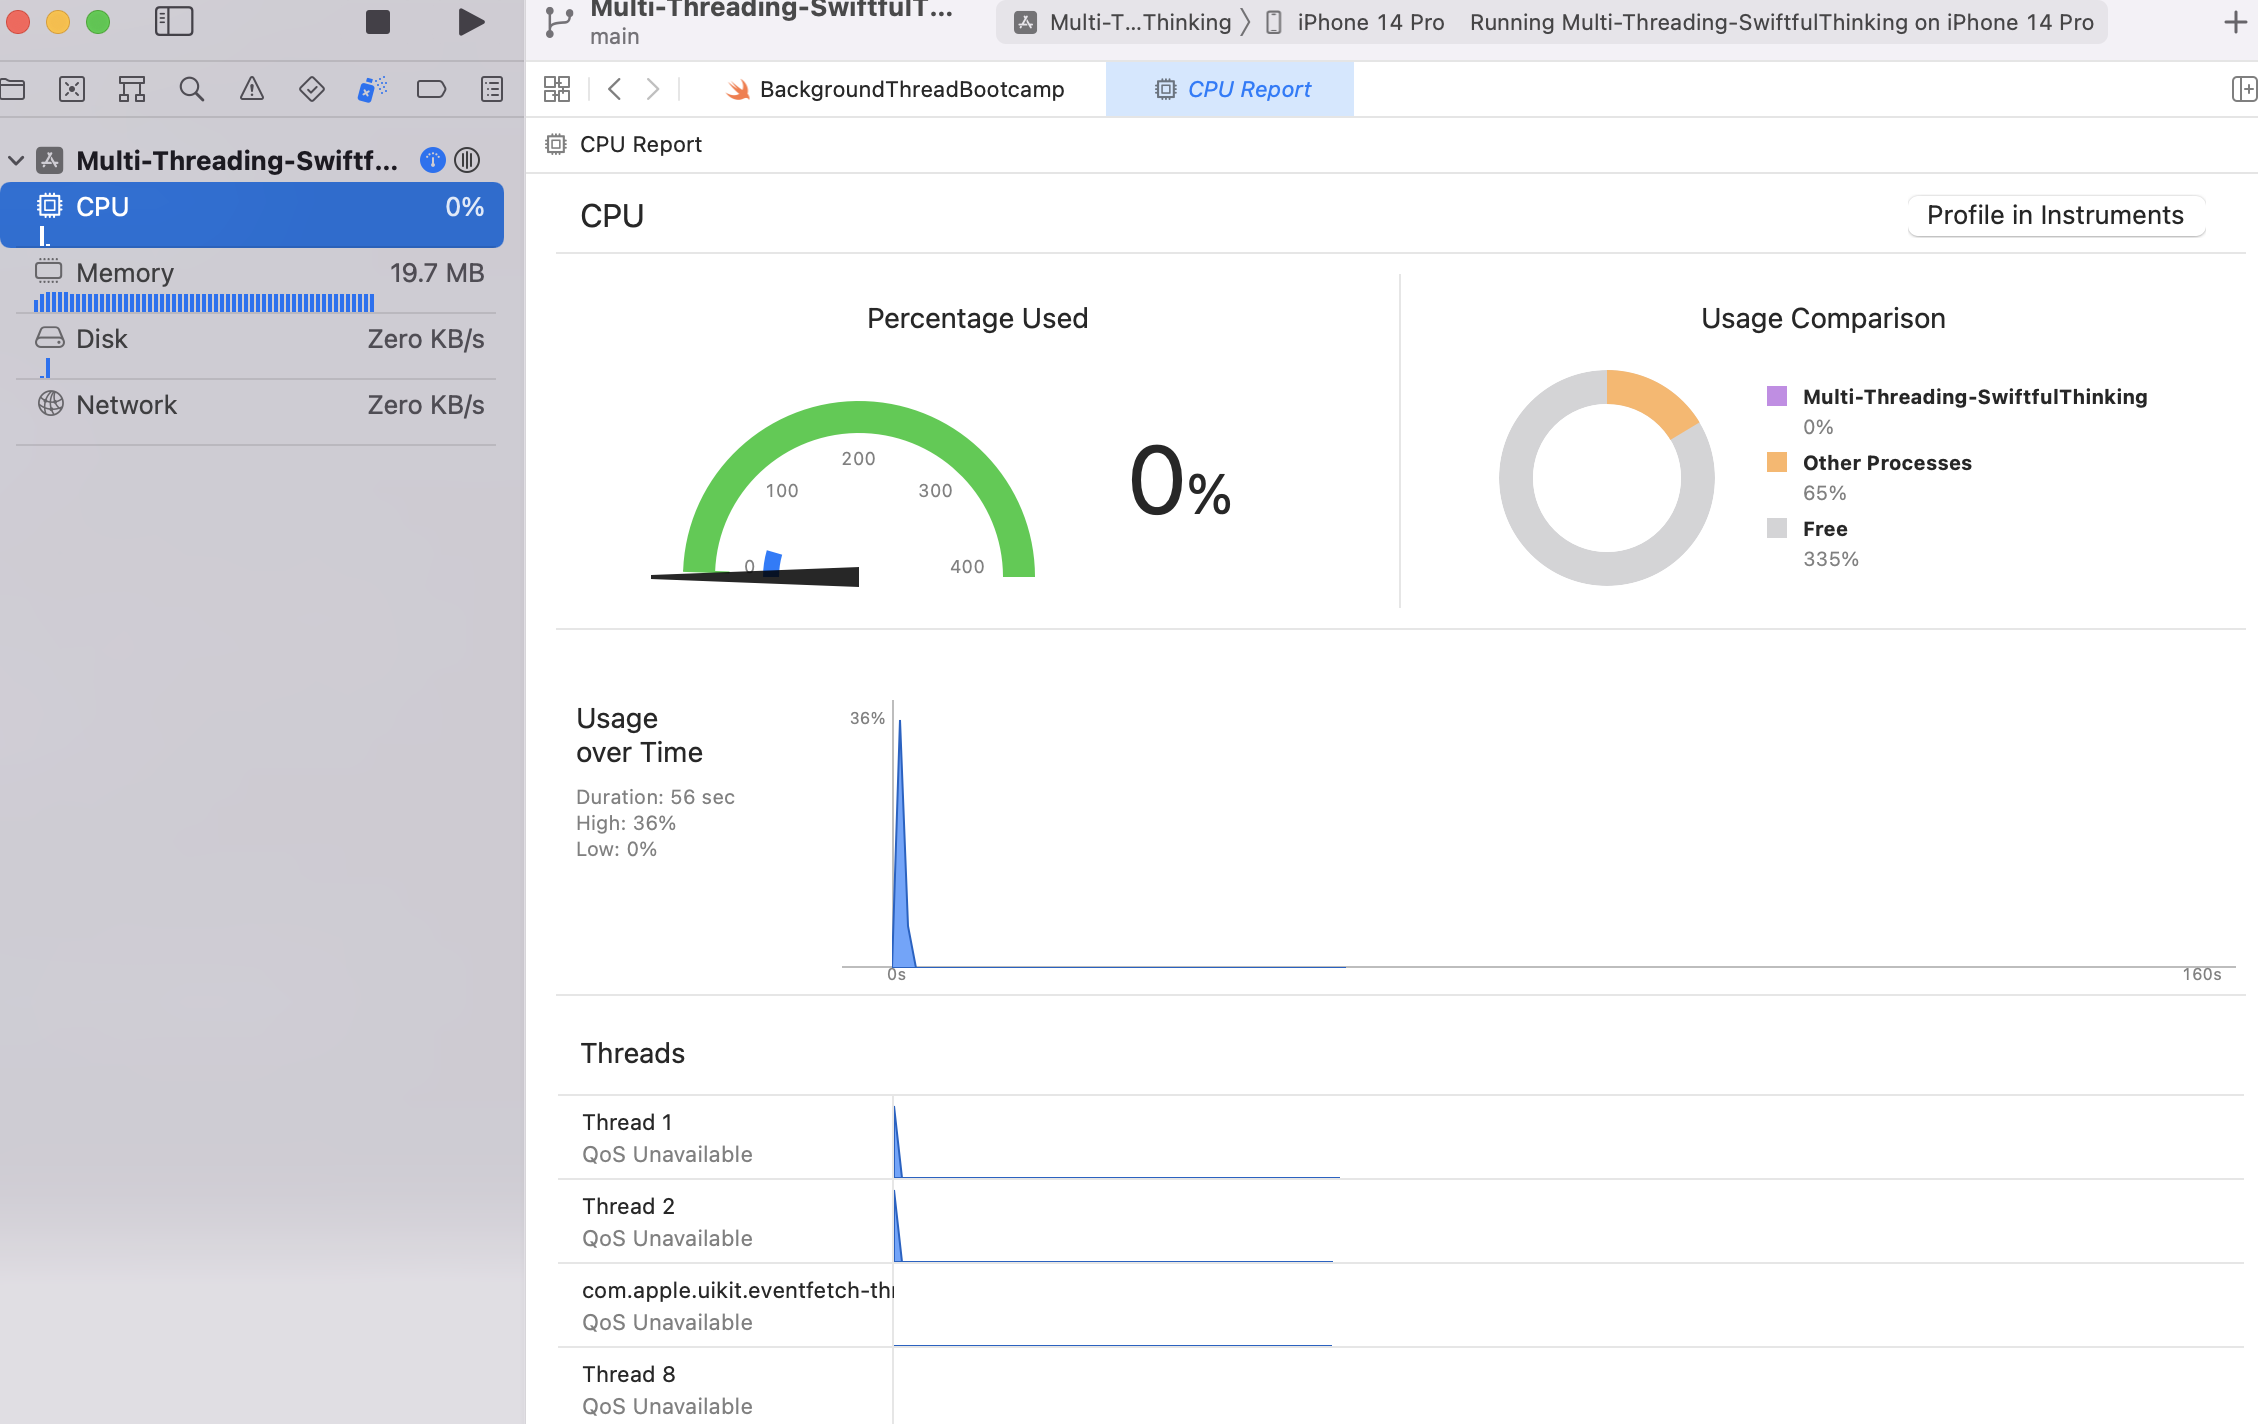 Multi-Threading-SwiftfulT...
main
Multi-T...Thinking
iPhone 14 Pro
Running Multi-Threading-SwiftfulThinking on iPhone 14 Pro
BackgroundThreadBootcamp
CPU Report
CPU Report
Multi-Threading-Swiftf...
CPU 0%
Memory 19.7 MB
Disk Zero KB/s
Network Zero KB/s
CPU
Profile in Instruments
Percentage Used
0
100
200
300
400
0%
Usage Comparison
Multi-Threading-SwiftfulThinking
0%
Other Processes
65%
Free
335%
Usage
over Time
Duration: 56 sec
High: 36%
Low: 0%
36%
0s
160s
Threads
Thread 1
QoS Unavailable
Thread 2
QoS Unavailable
com.apple.uikit.eventfetch-thr
QoS Unavailable
Thread 8
QoS Unavailable